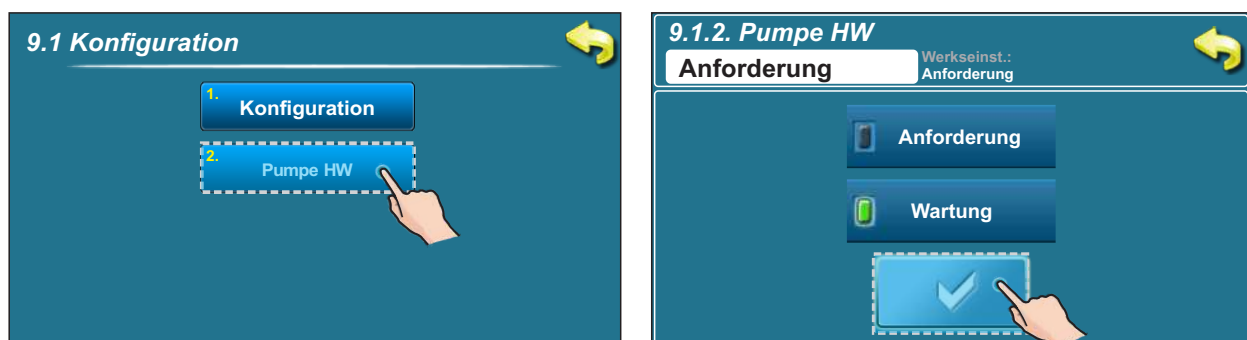 9.1 Konfiguration
1.
Konfiguration
2.
Pumpe HW
9.1.2. Pumpe HW
Anforderung
Werkseinst.:
Anforderung
Anforderung
Wartung